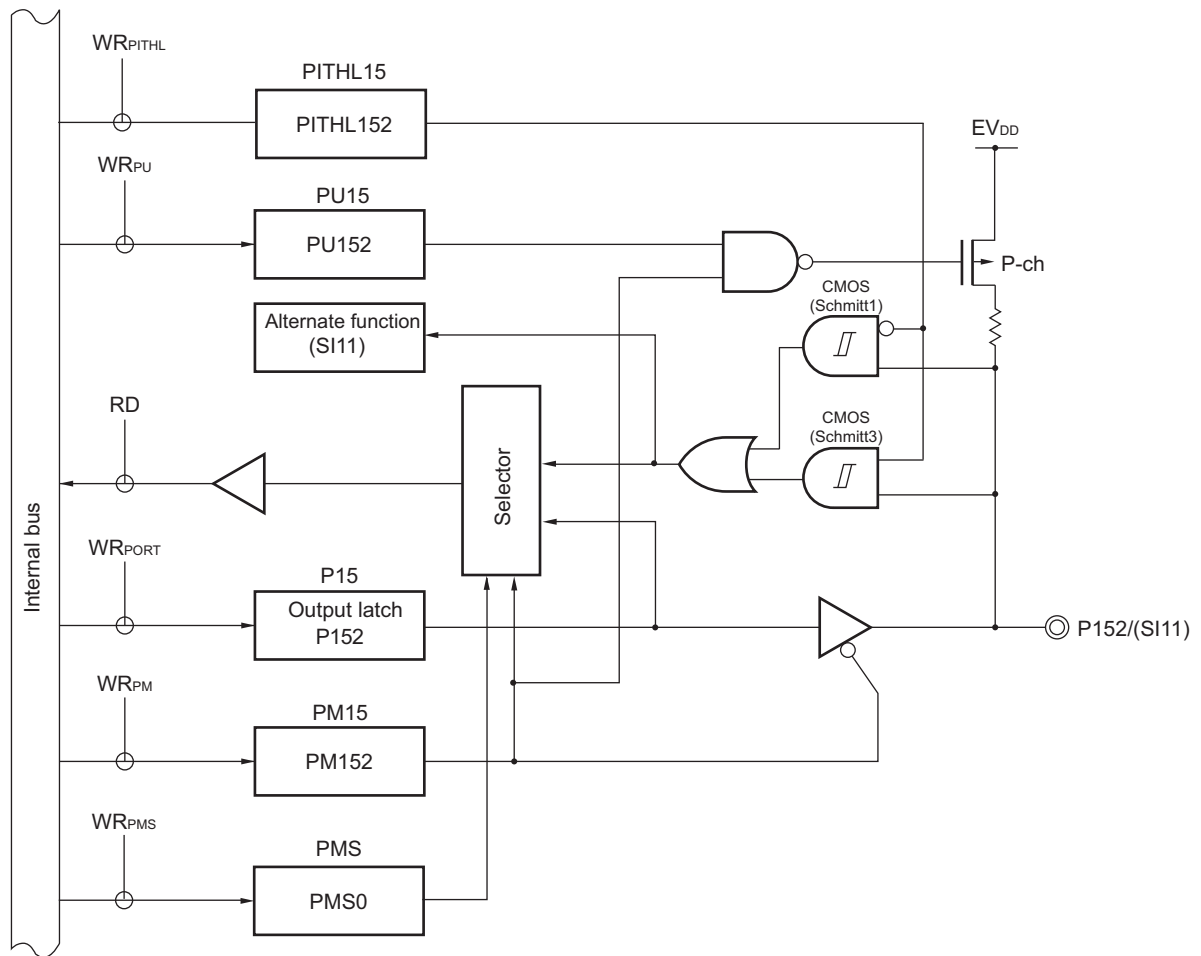 WRPITHL
PITHL15
PITHL152
EVDD
WRPU
PU15
PU152
P-ch
CMOS
(Schmitt1)
Alternate function
(SI11)
RD
CMOS
(Schmitt3)
Selector
Internal bus
WRPORT
P15
Output latch
P152
P152/(SI11)
WRPM
PM15
PM152
WRPMS
PMS
PMS0